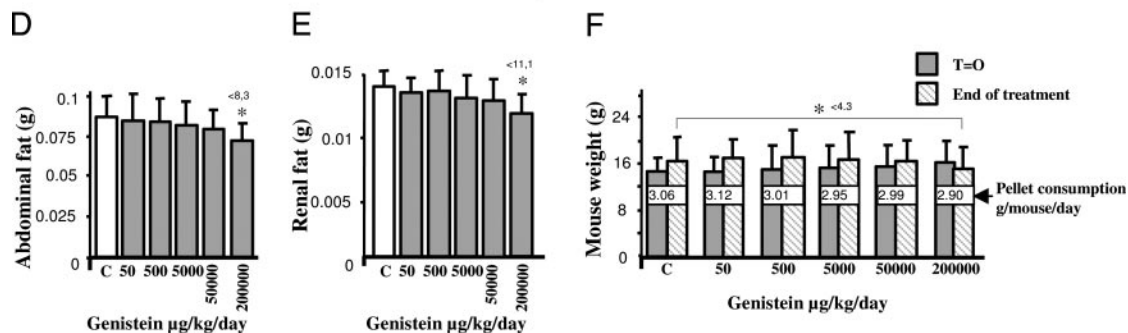 D
Abdominal fat (g)
0.1
0.075
0.05
0.025
0
<8,3
*
C 50 500 5000 50000 200000
Genistein µg/kg/day
E
Renal fat (g)
0.015
0.01
0.005
0
<11,1
*
C 50 500 5000 50000 200000
Genistein µg/kg/day
F
T=O
End of treatment
Mouse weight (g)
24
16
8
0
* <4.3
3.06 3.12 3.01 2.95 2.99 2.90
Pellet consumption
g/mouse/day
C 50 500 5000 50000 200000
Genistein µg/kg/day